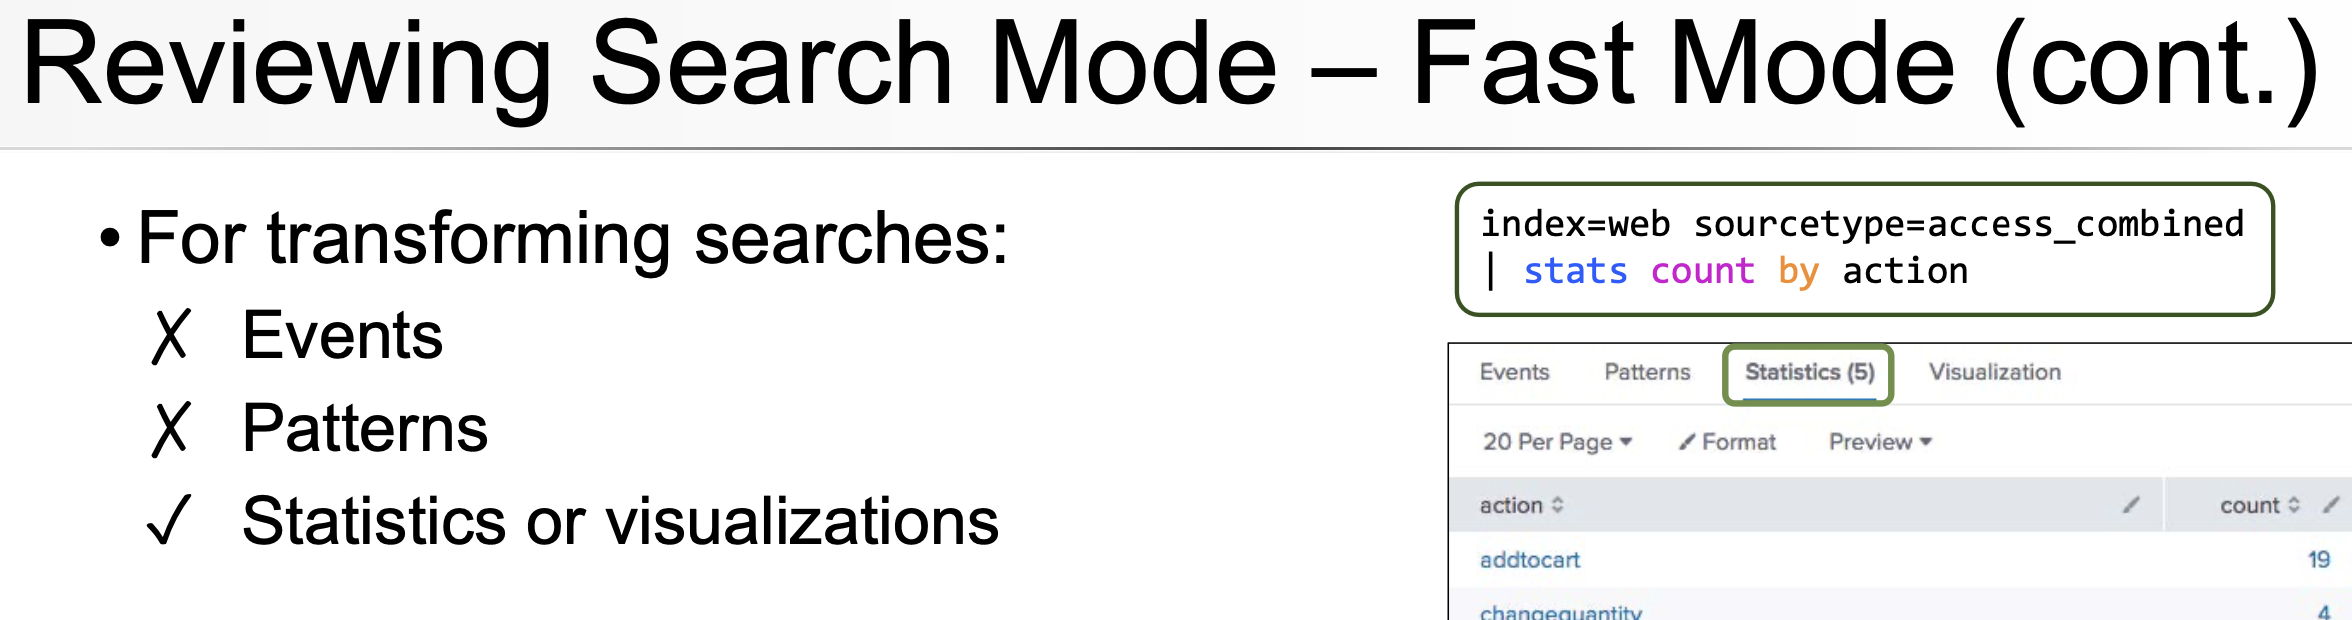 Reviewing Search Mode – Fast Mode (cont.)
• For transforming searches:
✗ Events
✗ Patterns
✓ Statistics or visualizations
index=web sourcetype=access_combined
| stats count by action
Events Patterns Statistics (5) Visualization
20 Per Page Format Preview
action count
addtocart 19
changequantity 4